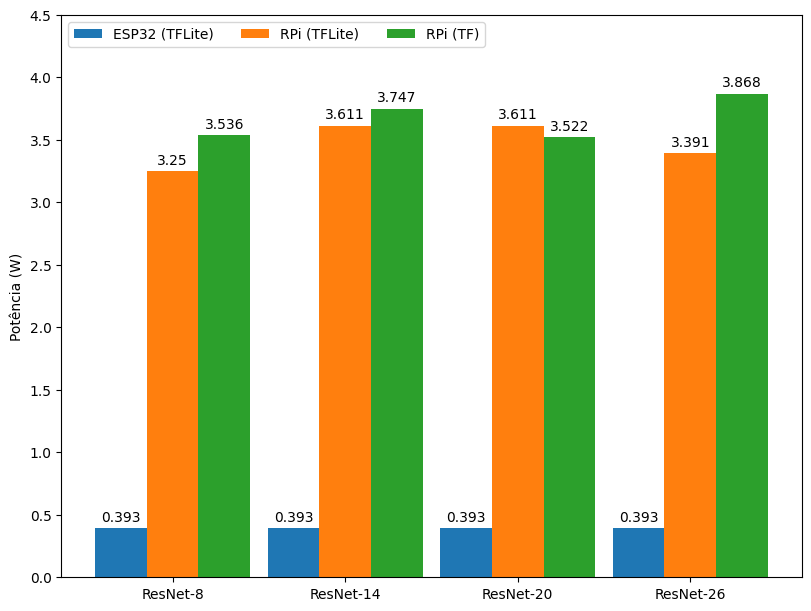 4.5
ESP32 (TFLite) RPi (TFLite) RPi (TF)
4.0
3.5
3.0
2.5
2.0
1.5
1.0
0.5
0.0
Potência (W)
0.393 3.25 3.536
0.393 3.611 3.747
0.393 3.611 3.522
0.393 3.391 3.868
ResNet-8 ResNet-14 ResNet-20 ResNet-26